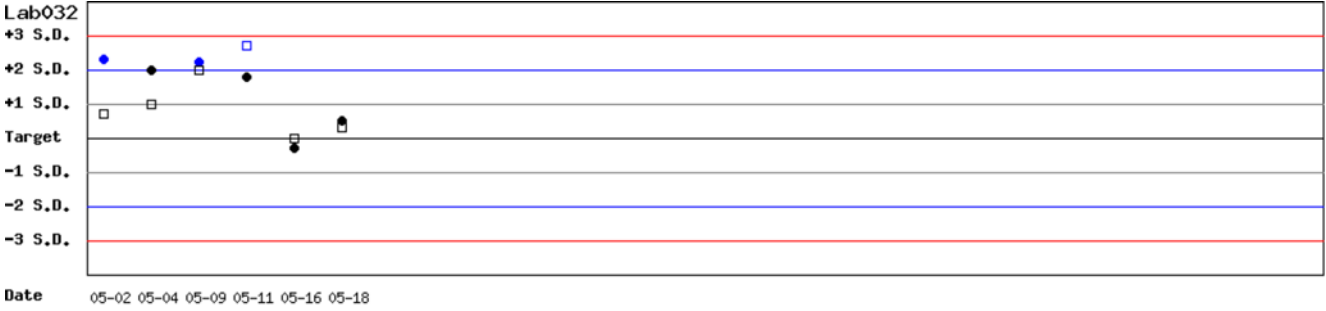 Lab032
+3 S.D.
+2 S.D.
+1 S.D.
Target
-1 S.D.
-2 S.D.
-3 S.D.
Date 05-02 05-04 05-09 05-11 05-16 05-18